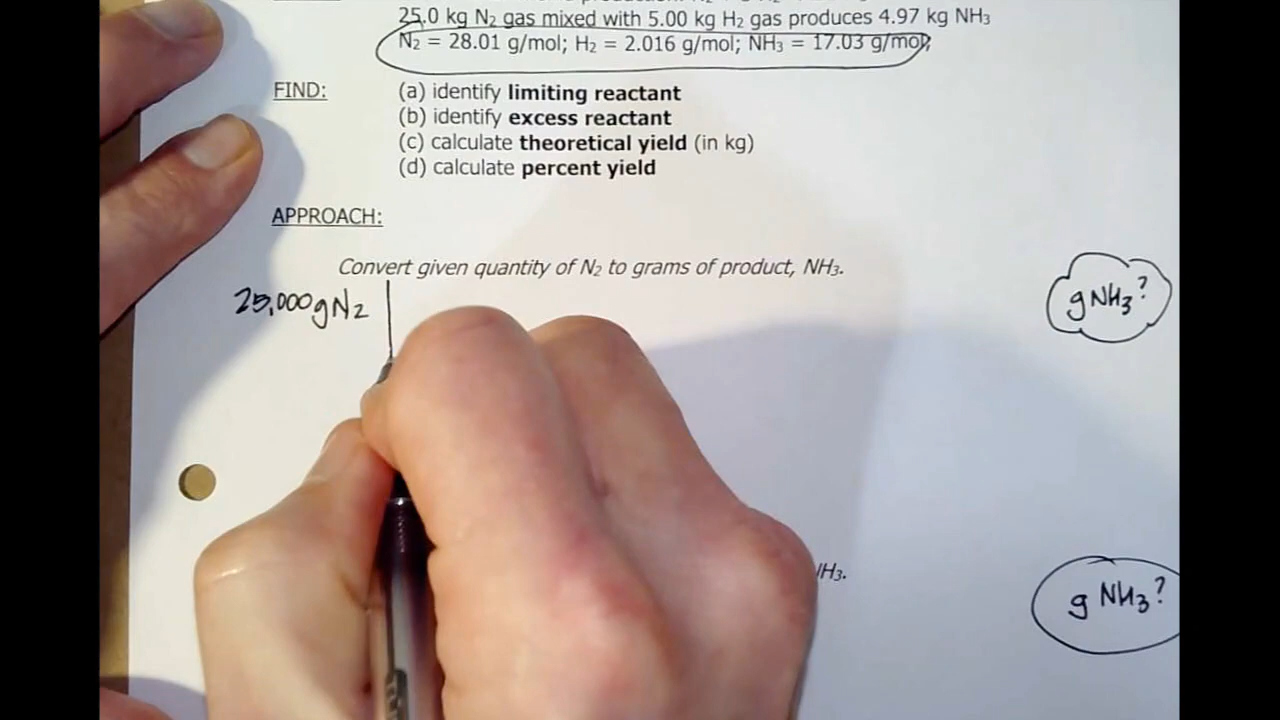 25.0 kg N₂ gas mixed with 5.00 kg H₂ gas produces 4.97 kg NH₃
N₂ = 28.01 g/mol; H₂ = 2.016 g/mol; NH₃ = 17.03 g/mol;
FIND:
(a) identify limiting reactant
(b) identify excess reactant
(c) calculate theoretical yield (in kg)
(d) calculate percent yield
APPROACH:
Convert given quantity of N₂ to grams of product, NH₃.
25,000 g N₂
g NH₃?
NH₃.
g NH₃?